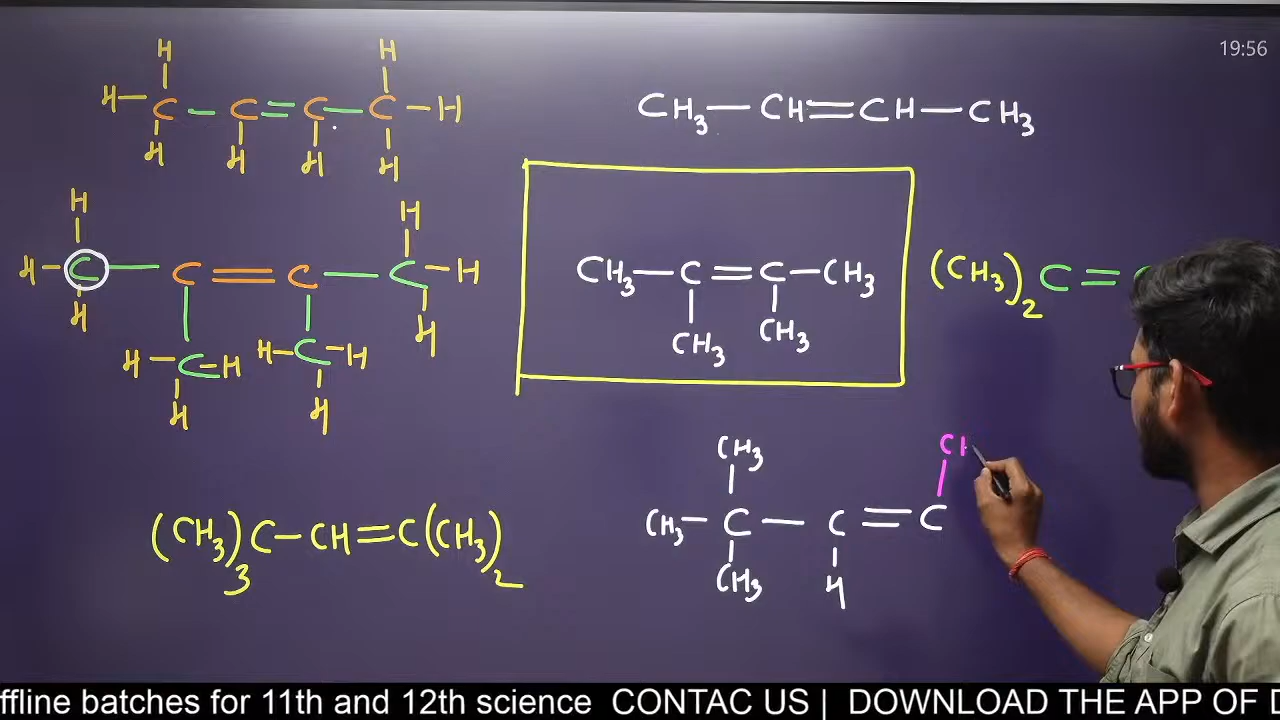 19:56
H H
H–C–C=C–C–H
H H H H
CH3–CH=CH–CH3
H H
H–C–C=C–C–H
H H
H–C–H H–C–H
H H
CH3–C=C–CH3
CH3 CH3
(CH3)2C=
(CH3)3C–CH=C(CH3)2
CH3 CH
CH3–C–C=C
CH3 H
ffline batches for 11th and 12th science CONTAC US | DOWNLOAD THE APP OF